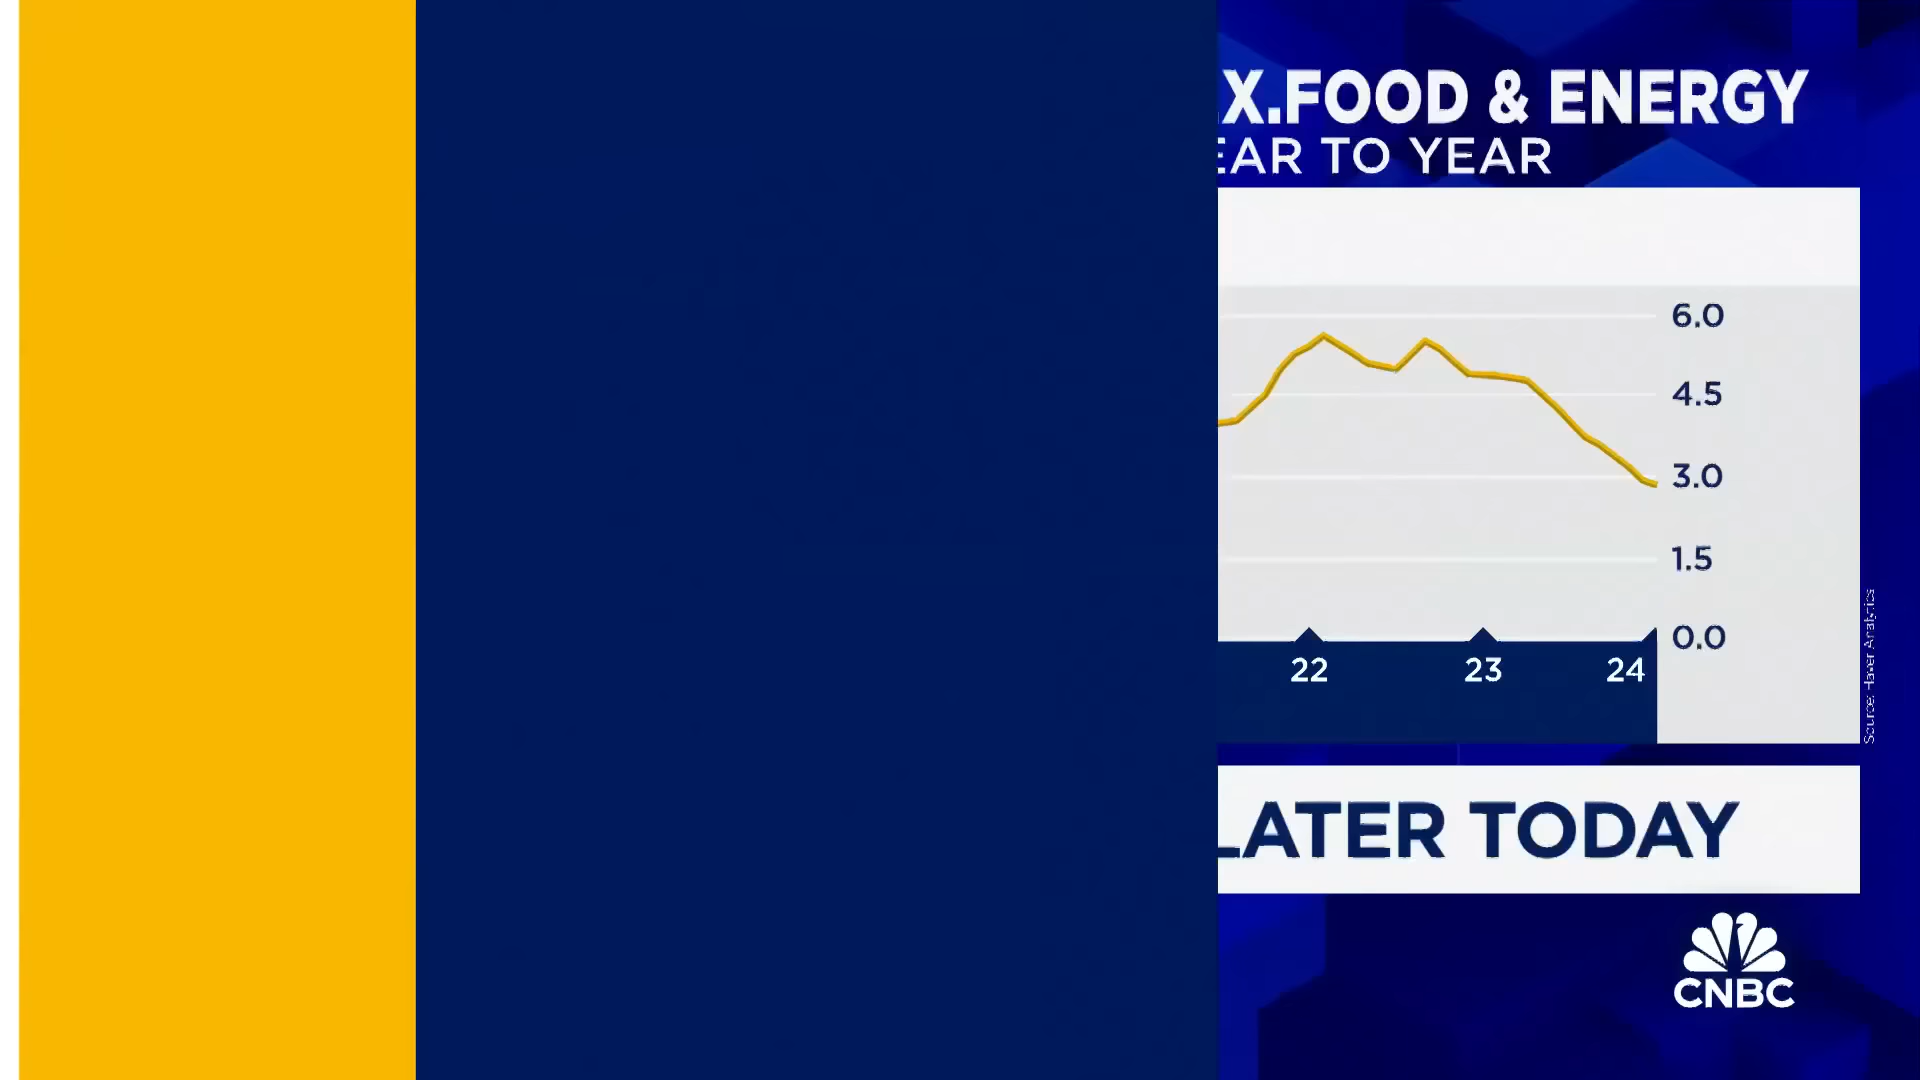 X.FOOD & ENERGY
EAR TO YEAR
6.0
4.5
3.0
1.5
0.0
22 23 24
Source: Haver Analytics
LATER TODAY
CNBC